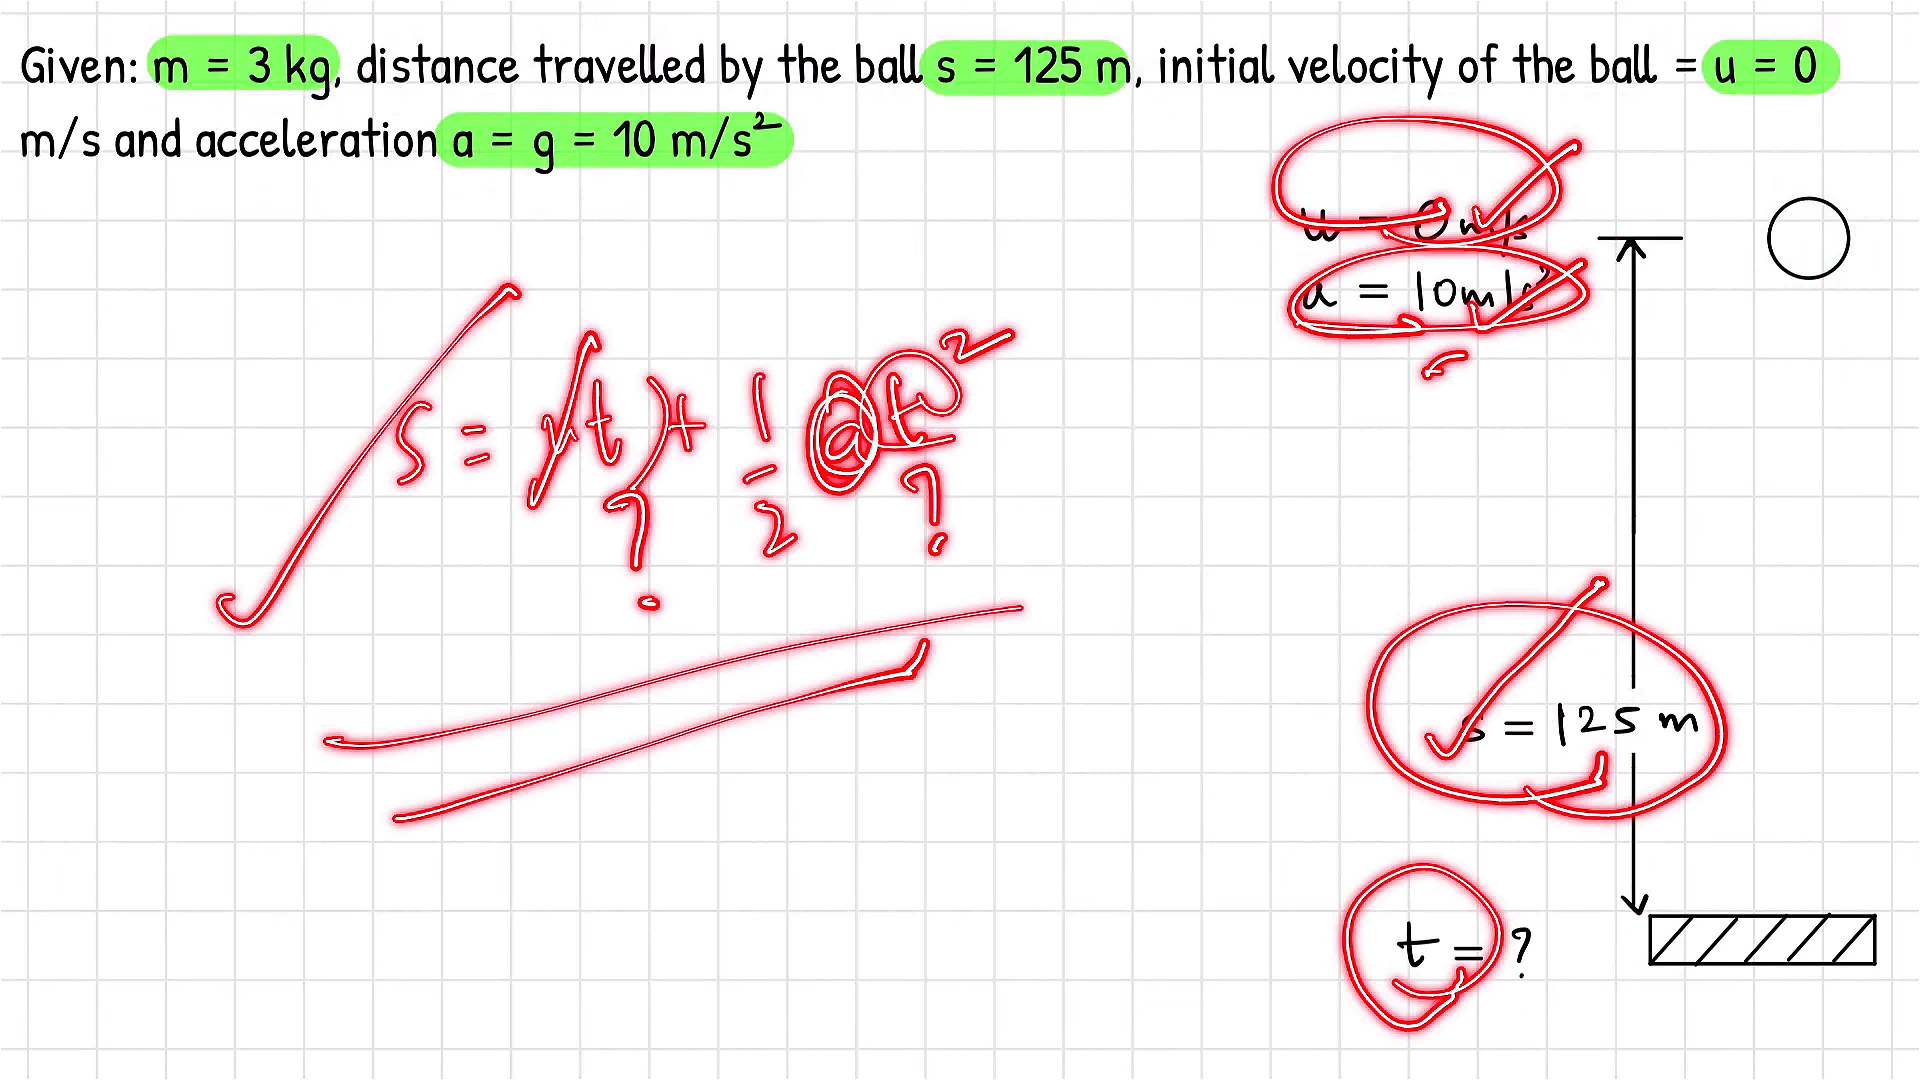 Given: m = 3 kg, distance travelled by the ball s = 125 m, initial velocity of the ball = u = 0
m/s and acceleration a = g = 10 m/s²
u = 0 m/s
a = 10m/s²
s = ut + 1/2 at²
? ?
s = 125 m
t = ?